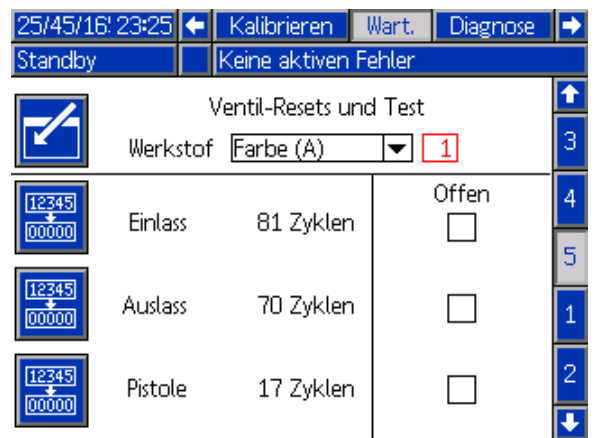 25/45/16 23:25 Kalibrieren Wart. Diagnose
Standby Keine aktiven Fehler
Ventil-Resets und Test
Werkstof Farbe (A) 1
3
Offen
4
12345
00000
Einlass 81 Zyklen
5
12345
00000
Auslass 70 Zyklen
1
12345
00000
Pistole 17 Zyklen
2